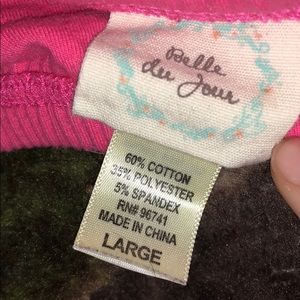 Belle
du Jour
60% COTTON
35% POLYESTER
5% SPANDEX
RN# 96741
MADE IN CHINA
LARGE